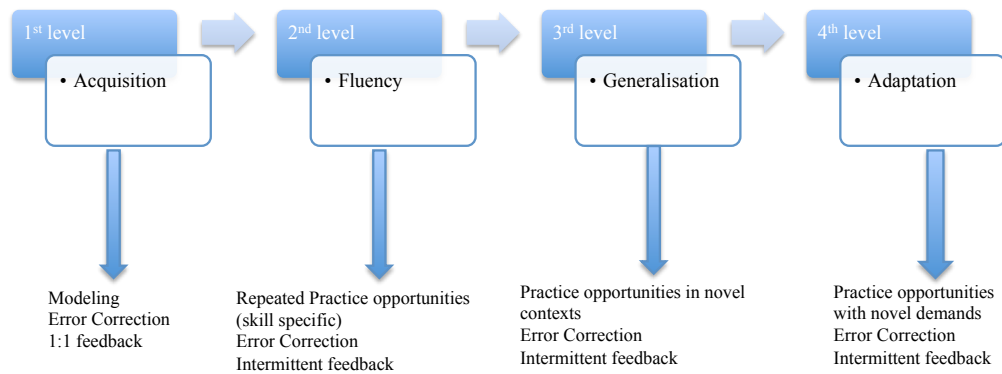 1st level
• Acquisition
2nd level
• Fluency
3rd level
• Generalisation
4th level
• Adaptation
Modeling
Error Correction
1:1 feedback
Repeated Practice opportunities
(skill specific)
Error Correction
Intermittent feedback
Practice opportunities in novel
contexts
Error Correction
Intermittent feedback
Practice opportunities
with novel demands
Error Correction
Intermittent feedback